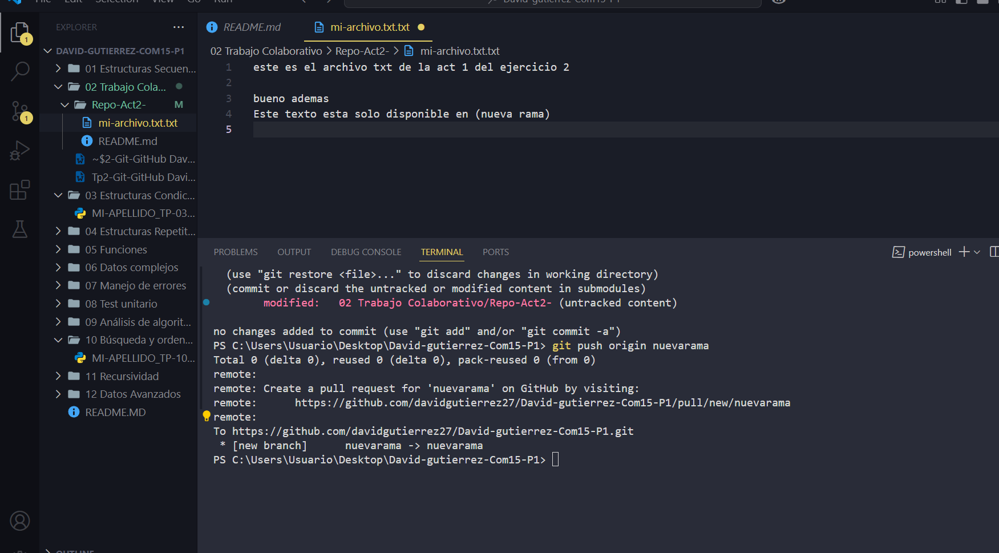 File Edit Selection View Go Run
David-gutierrez-Com15-P1
EXPLORER
DAVID-GUTIERREZ-COM15-P1
01 Estructuras Secuen...
02 Trabajo Cola...
Repo-Act2- M
mi-archivo.txt.txt
README.md
~$2-Git-GitHub Dav...
Tp2-Git-GitHub Davi...
03 Estructuras Condic...
MI-APELLIDO_TP-03...
04 Estructuras Repetit...
05 Funciones
06 Datos complejos
07 Manejo de errores
08 Test unitario
09 Análisis de algorit...
10 Búsqueda y orden...
MI-APELLIDO_TP-10...
11 Recursividad
12 Datos Avanzados
README.MD
OUTLINE
1
1
README.md mi-archivo.txt.txt
02 Trabajo Colaborativo > Repo-Act2- > mi-archivo.txt.txt
1 este es el archivo txt de la act 1 del ejercicio 2
2
3 bueno ademas
4 Este texto esta solo disponible en (nueva rama)
5
PROBLEMS OUTPUT DEBUG CONSOLE TERMINAL PORTS powershell
(use "git restore <file>..." to discard changes in working directory)
(commit or discard the untracked or modified content in submodules)
modified: 02 Trabajo Colaborativo/Repo-Act2- (untracked content)
no changes added to commit (use "git add" and/or "git commit -a")
PS C:\Users\Usuario\Desktop\David-gutierrez-Com15-P1> git push origin nuevarama
Total 0 (delta 0), reused 0 (delta 0), pack-reused 0 (from 0)
remote:
remote: Create a pull request for 'nuevarama' on GitHub by visiting:
remote: https://github.com/davidgutierrez27/David-gutierrez-Com15-P1/pull/new/nuevarama
remote:
To https://github.com/davidgutierrez27/David-gutierrez-Com15-P1.git
* [new branch] nuevarama -> nuevarama
PS C:\Users\Usuario\Desktop\David-gutierrez-Com15-P1>